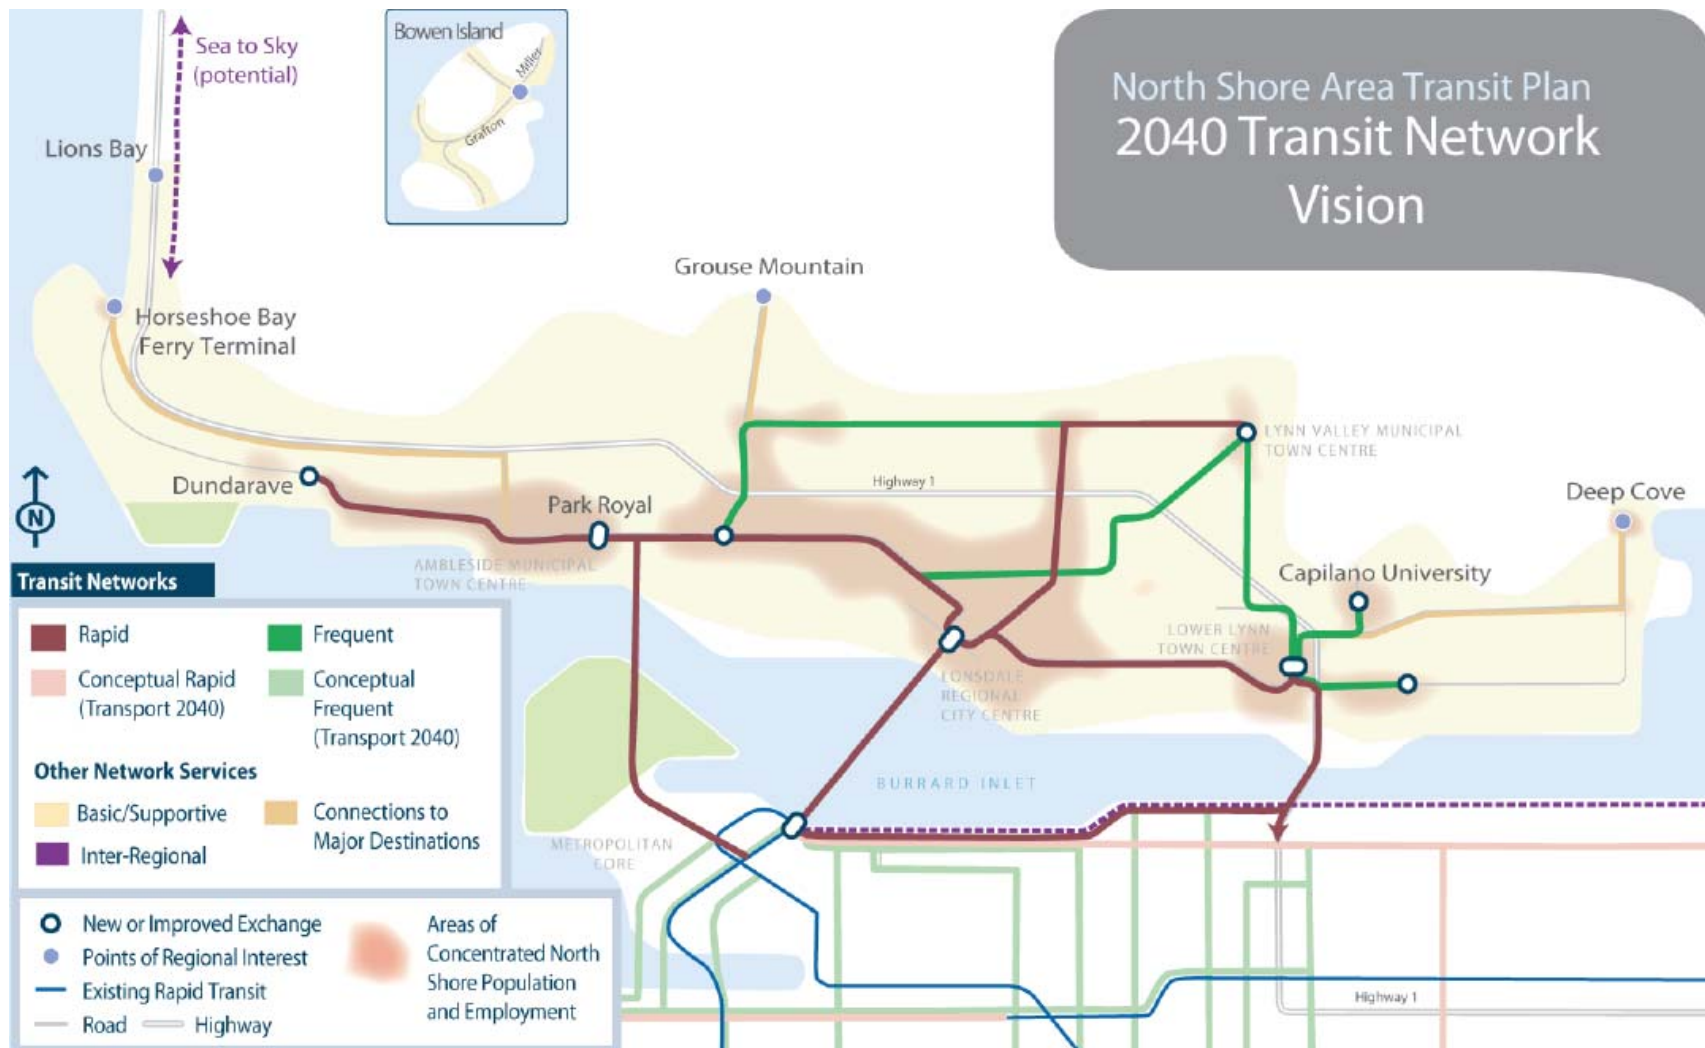 Sea to Sky
(potential)
Lions Bay
Bowen Island
Miller
Grafton
North Shore Area Transit Plan
2040 Transit Network
Vision
Grouse Mountain
Horseshoe Bay
Ferry Terminal
LYNN VALLEY MUNICIPAL
TOWN CENTRE
Highway 1
Dundarave
Park Royal
Deep Cove
N
AMBLESIDE MUNICIPAL
TOWN CENTRE
Capilano University
LOWER LYNN
TOWN CENTRE
LONSDALE
REGIONAL
CITY CENTRE
BURRARD INLET
METROPOLITAN
CORE
Highway 1
Transit Networks
Rapid
Frequent
Conceptual Rapid
(Transport 2040)
Conceptual
Frequent
(Transport 2040)
Other Network Services
Basic/Supportive
Connections to
Major Destinations
Inter-Regional
New or Improved Exchange
Points of Regional Interest
Existing Rapid Transit
Road
Highway
Areas of
Concentrated North
Shore Population
and Employment